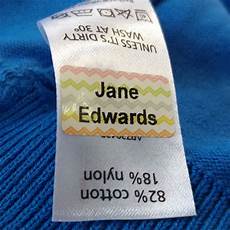 UNLESS IT'S DIRTY
WASH AT 30°
Jane
Edwards
82% cotton
18% nylon